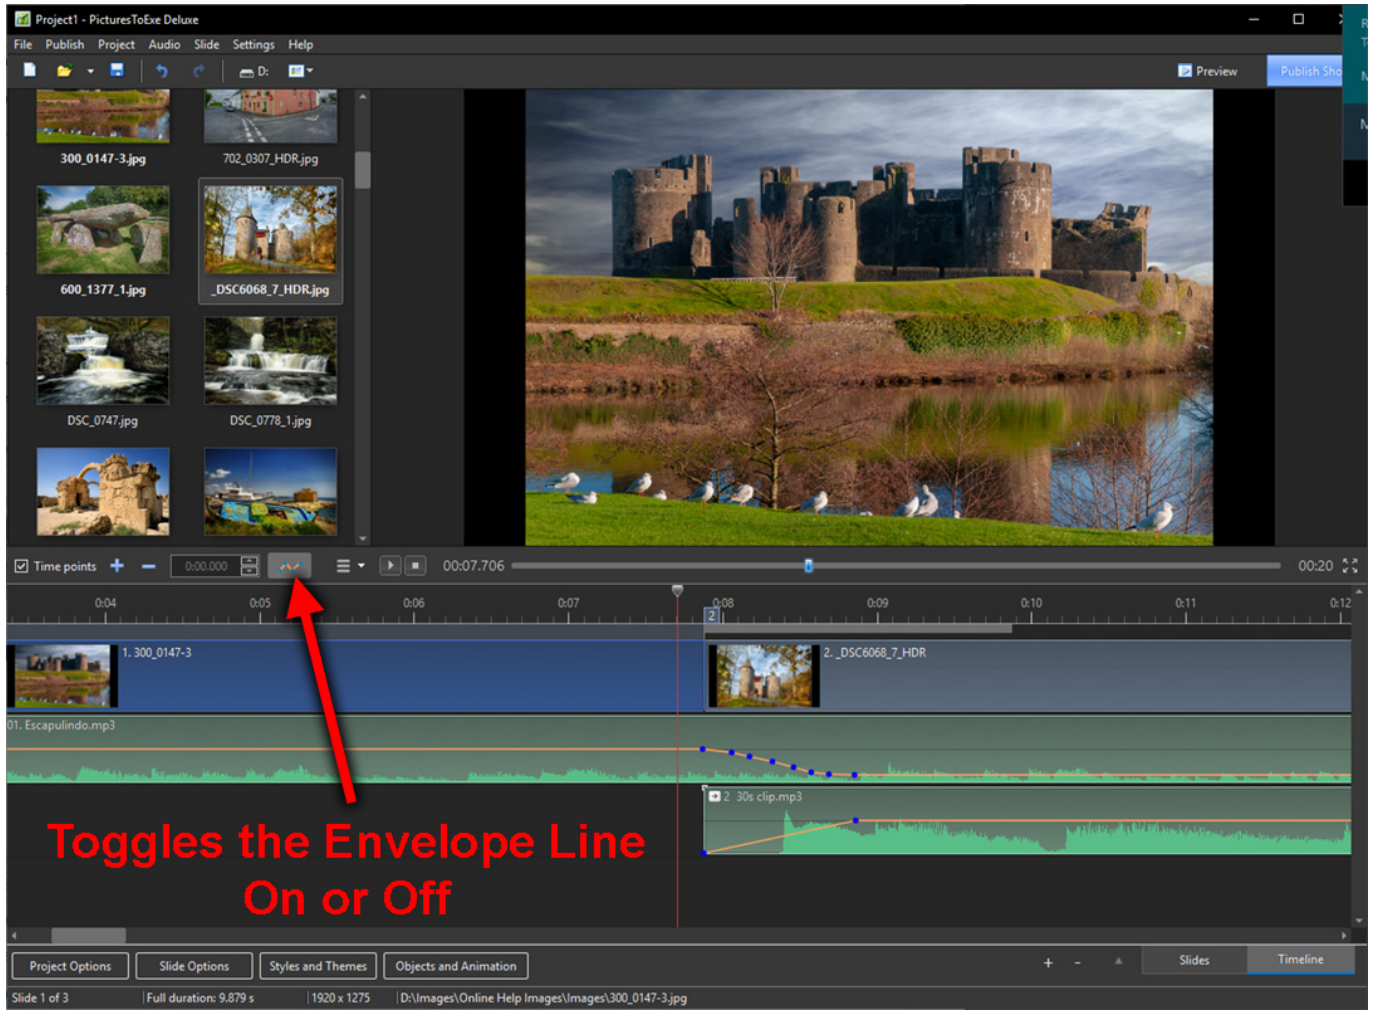 Project1 - PicturesToExe Deluxe
File Publish Project Audio Slide Settings Help
D:
Preview
Publish Sho
300_0147-3.jpg
702_0307_HDR.jpg
600_1377_1.jpg
_DSC6068_7_HDR.jpg
DSC_0747.jpg
DSC_0778_1.jpg
Time points
0:00.000
00:07.706
00:20
0:04
0:05
0:06
0:07
0:08
0:09
0:10
0:11
0:12
2
1. 300_0147-3
2. _DSC6068_7_HDR
01. Escapulindo.mp3
2 30s clip.mp3
Toggles the Envelope Line
On or Off
Project Options
Slide Options
Styles and Themes
Objects and Animation
+ -
Slides
Timeline
Slide 1 of 3
Full duration: 9.879 s
1920 x 1275
D:\Images\Online Help Images\Images\300_0147-3.jpg